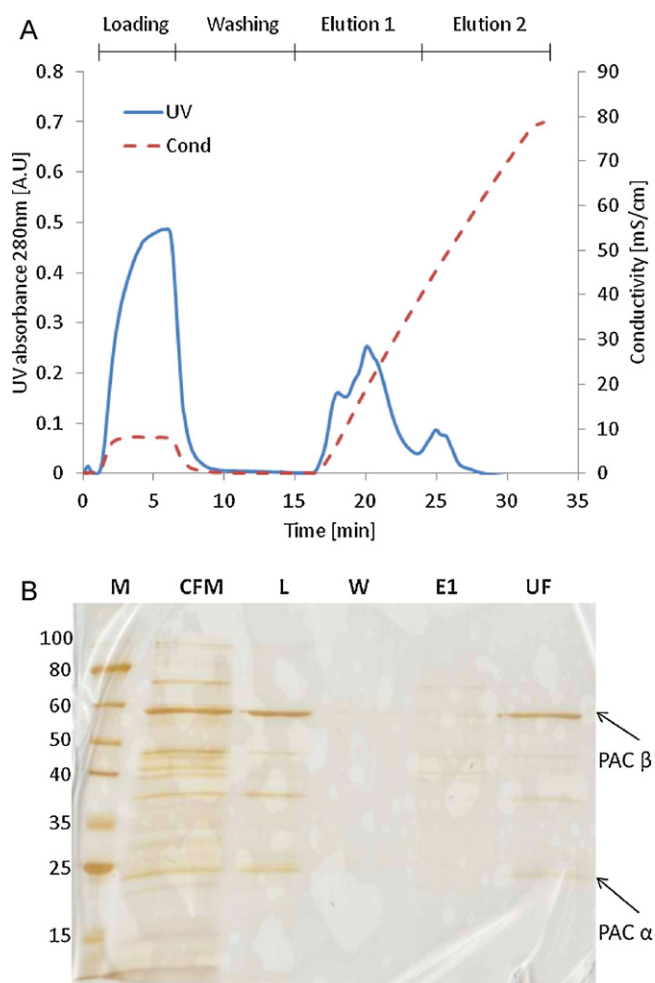 A
Loading Washing Elution 1 Elution 2
0.8 90
0.7 80
0.6 70
0.5 60
0.4 50
0.3 40
0.2 30
0.1 20
0 10
0
UV
Cond
UV absorbance 280nm [A.U]
Conductivity [mS/cm]
0 5 10 15 20 25 30 35
Time [min]
B
M CFM L W E1 UF
100
80
60
50
40
35
25
15
PAC β
PAC α